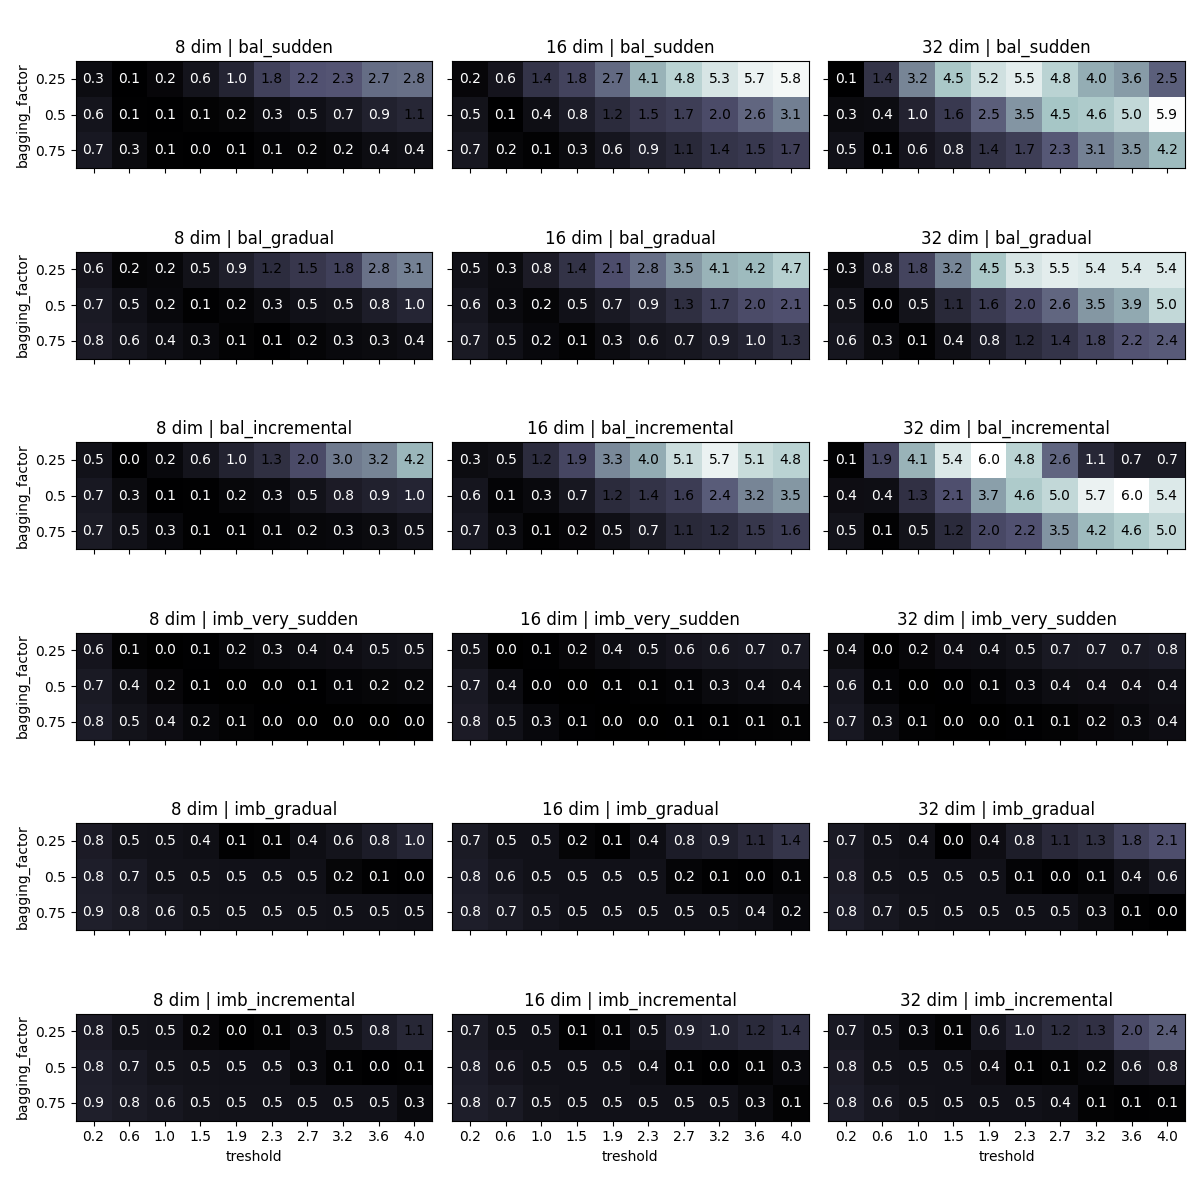 8 dim | bal_sudden 16 dim | bal_sudden 32 dim | bal_sudden
bagging_factor
0.25 0.3 0.1 0.2 0.6 1.0 1.8 2.2 2.3 2.7 2.8 0.2 0.6 1.4 1.8 2.7 4.1 4.8 5.3 5.7 5.8 0.1 1.4 3.2 4.5 5.2 5.5 4.8 4.0 3.6 2.5
0.5 0.6 0.1 0.1 0.1 0.2 0.3 0.5 0.7 0.9 1.1 0.5 0.1 0.4 0.8 1.2 1.5 1.7 2.0 2.6 3.1 0.3 0.4 1.0 1.6 2.5 3.5 4.5 4.6 5.0 5.9
0.75 0.7 0.3 0.1 0.0 0.1 0.1 0.2 0.2 0.4 0.4 0.7 0.2 0.1 0.3 0.6 0.9 1.1 1.4 1.5 1.7 0.5 0.1 0.6 0.8 1.4 1.7 2.3 3.1 3.5 4.2
8 dim | bal_gradual 16 dim | bal_gradual 32 dim | bal_gradual
bagging_factor
0.25 0.6 0.2 0.2 0.5 0.9 1.2 1.5 1.8 2.8 3.1 0.5 0.3 0.8 1.4 2.1 2.8 3.5 4.1 4.2 4.7 0.3 0.8 1.8 3.2 4.5 5.3 5.5 5.4 5.4 5.4
0.5 0.7 0.5 0.2 0.1 0.2 0.3 0.5 0.5 0.8 1.0 0.6 0.3 0.2 0.5 0.7 0.9 1.3 1.7 2.0 2.1 0.5 0.0 0.5 1.1 1.6 2.0 2.6 3.5 3.9 5.0
0.75 0.8 0.6 0.4 0.3 0.1 0.1 0.2 0.3 0.3 0.4 0.7 0.5 0.2 0.1 0.3 0.6 0.7 0.9 1.0 1.3 0.6 0.3 0.1 0.4 0.8 1.2 1.4 1.8 2.2 2.4
8 dim | bal_incremental 16 dim | bal_incremental 32 dim | bal_incremental
bagging_factor
0.25 0.5 0.0 0.2 0.6 1.0 1.3 2.0 3.0 3.2 4.2 0.3 0.5 1.2 1.9 3.3 4.0 5.1 5.7 5.1 4.8 0.1 1.9 4.1 5.4 6.0 4.8 2.6 1.1 0.7 0.7
0.5 0.7 0.3 0.1 0.1 0.2 0.3 0.5 0.8 0.9 1.0 0.6 0.1 0.3 0.7 1.2 1.4 1.6 2.4 3.2 3.5 0.4 0.4 1.3 2.1 3.7 4.6 5.0 5.7 6.0 5.4
0.75 0.7 0.5 0.3 0.1 0.1 0.1 0.2 0.3 0.3 0.5 0.7 0.3 0.1 0.2 0.5 0.7 1.1 1.2 1.5 1.6 0.5 0.1 0.5 1.2 2.0 2.2 3.5 4.2 4.6 5.0
8 dim | imb_very_sudden 16 dim | imb_very_sudden 32 dim | imb_very_sudden
bagging_factor
0.25 0.6 0.1 0.0 0.1 0.2 0.3 0.4 0.4 0.5 0.5 0.5 0.0 0.1 0.2 0.4 0.5 0.6 0.6 0.7 0.7 0.4 0.0 0.2 0.4 0.4 0.5 0.7 0.7 0.7 0.8
0.5 0.7 0.4 0.2 0.1 0.0 0.0 0.1 0.1 0.2 0.2 0.7 0.4 0.0 0.0 0.1 0.1 0.1 0.3 0.4 0.4 0.6 0.1 0.0 0.0 0.1 0.3 0.4 0.4 0.4 0.4
0.75 0.8 0.5 0.4 0.2 0.1 0.0 0.0 0.0 0.0 0.0 0.8 0.5 0.3 0.1 0.0 0.0 0.1 0.1 0.1 0.1 0.7 0.3 0.1 0.0 0.0 0.1 0.1 0.2 0.3 0.4
8 dim | imb_gradual 16 dim | imb_gradual 32 dim | imb_gradual
bagging_factor
0.25 0.8 0.5 0.5 0.4 0.1 0.1 0.4 0.6 0.8 1.0 0.7 0.5 0.5 0.2 0.1 0.4 0.8 0.9 1.1 1.4 0.7 0.5 0.4 0.0 0.4 0.8 1.1 1.3 1.8 2.1
0.5 0.8 0.7 0.5 0.5 0.5 0.5 0.5 0.2 0.1 0.0 0.8 0.6 0.5 0.5 0.5 0.5 0.2 0.1 0.0 0.1 0.8 0.5 0.5 0.5 0.5 0.1 0.0 0.1 0.4 0.6
0.75 0.9 0.8 0.6 0.5 0.5 0.5 0.5 0.5 0.5 0.5 0.8 0.7 0.5 0.5 0.5 0.5 0.5 0.5 0.4 0.2 0.8 0.7 0.5 0.5 0.5 0.5 0.5 0.3 0.1 0.0
8 dim | imb_incremental 16 dim | imb_incremental 32 dim | imb_incremental
bagging_factor
0.25 0.8 0.5 0.5 0.2 0.0 0.1 0.3 0.5 0.8 1.1 0.7 0.5 0.5 0.1 0.1 0.5 0.9 1.0 1.2 1.4 0.7 0.5 0.3 0.1 0.6 1.0 1.2 1.3 2.0 2.4
0.5 0.8 0.7 0.5 0.5 0.5 0.5 0.3 0.1 0.0 0.1 0.8 0.6 0.5 0.5 0.5 0.4 0.1 0.0 0.1 0.3 0.8 0.5 0.5 0.5 0.4 0.1 0.1 0.2 0.6 0.8
0.75 0.9 0.8 0.6 0.5 0.5 0.5 0.5 0.5 0.5 0.3 0.8 0.7 0.5 0.5 0.5 0.5 0.5 0.5 0.3 0.1 0.8 0.6 0.5 0.5 0.5 0.5 0.4 0.1 0.1 0.1
0.2 0.6 1.0 1.5 1.9 2.3 2.7 3.2 3.6 4.0 0.2 0.6 1.0 1.5 1.9 2.3 2.7 3.2 3.6 4.0 0.2 0.6 1.0 1.5 1.9 2.3 2.7 3.2 3.6 4.0
treshold treshold treshold